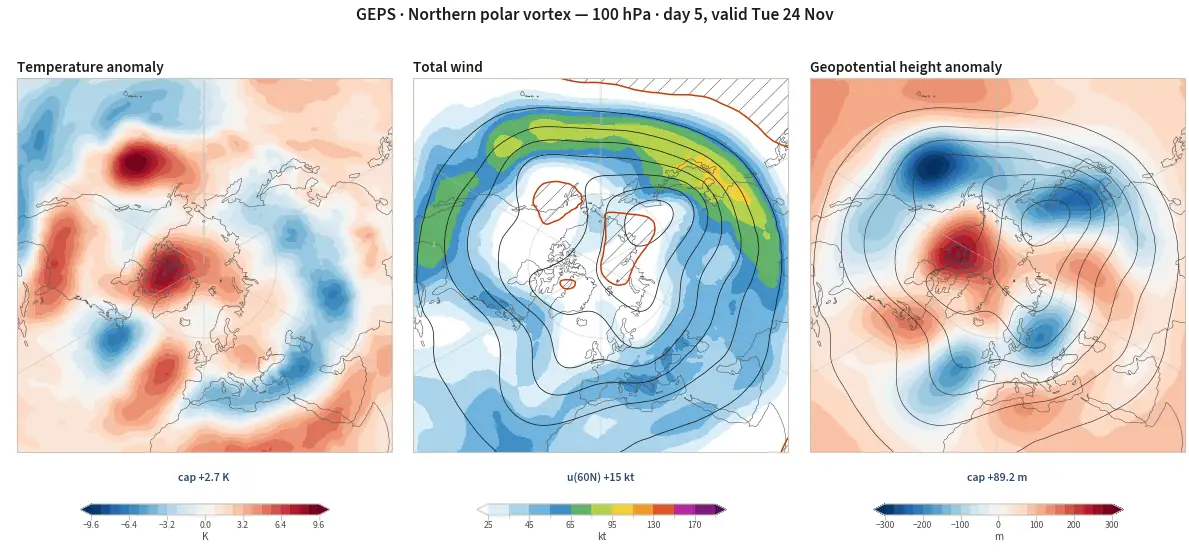 GEPS · Northern polar vortex — 100 hPa · day 5, valid Tue 24 Nov
Temperature anomaly
Total wind
Geopotential height anomaly
cap +2.7 K
u(60N) +15 kt
cap +89.2 m
−9.6 −6.4 −3.2 0.0 3.2 6.4 9.6
K
25 45 65 95 130 170
kt
−300 −200 −100 0 100 200 300
m